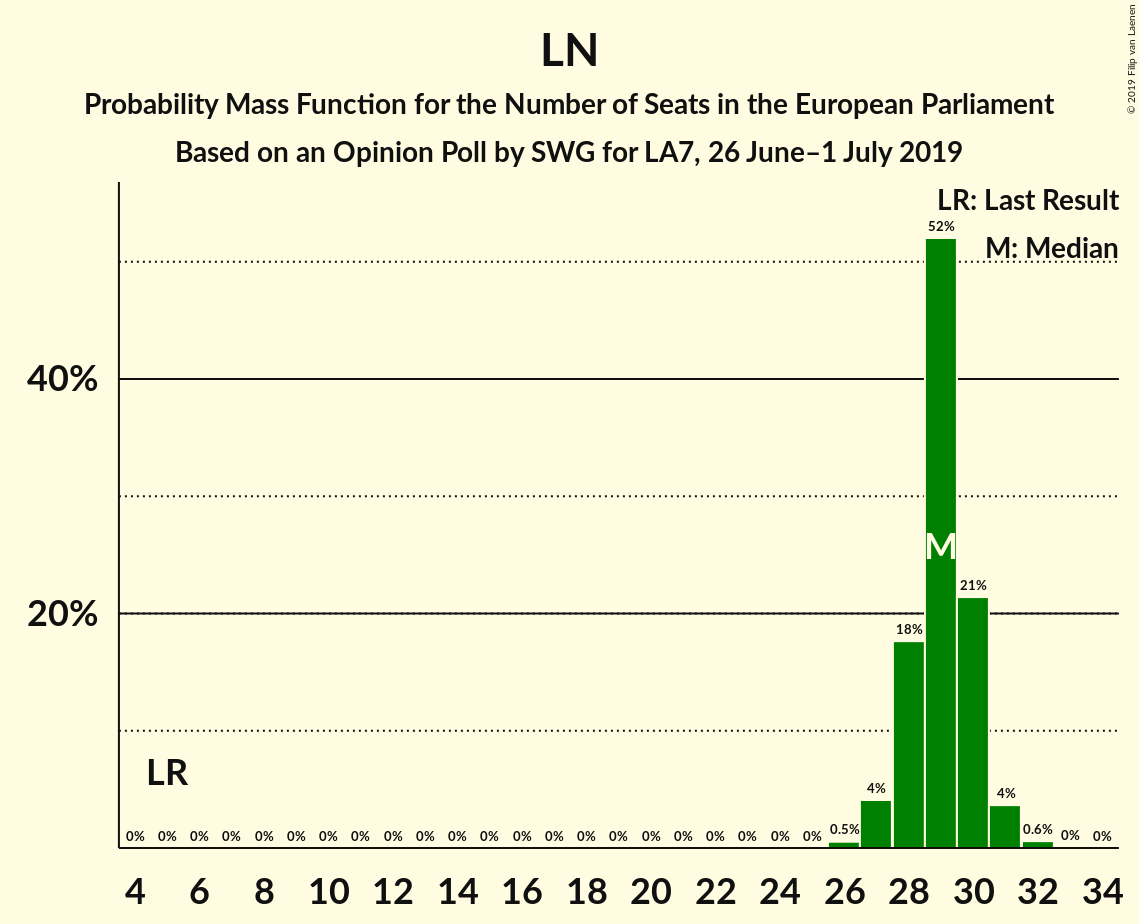 LN
Probability Mass Function for the Number of Seats in the European Parliament
Based on an Opinion Poll by SWG for LA7, 26 June–1 July 2019
© 2019 Filip van Laenen
LR: Last Result
M: Median
52%
40%
M
21%
20%
18%
LR
4%
4%
0% 0% 0% 0% 0% 0% 0% 0% 0% 0% 0% 0% 0% 0% 0% 0% 0% 0% 0% 0% 0% 0% 0.5% 0.6% 0% 0%
4 6 8 10 12 14 16 18 20 22 24 26 28 30 32 34